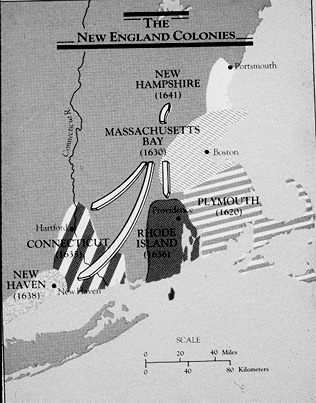 THE
NEW ENGLAND COLONIES
Portsmouth
NEW
HAMPSHIRE
(1641)
Connecticut R.
MASSACHUSETTS
BAY
(1630)
Boston
PLYMOUTH
(1620)
Providence
Hartford
RHODE
ISLAND
(1636)
CONNECTICUT
(1635)
NEW
HAVEN
(1638)
New Haven
SCALE
0 20 40 Miles
0 40 80 Kilometers